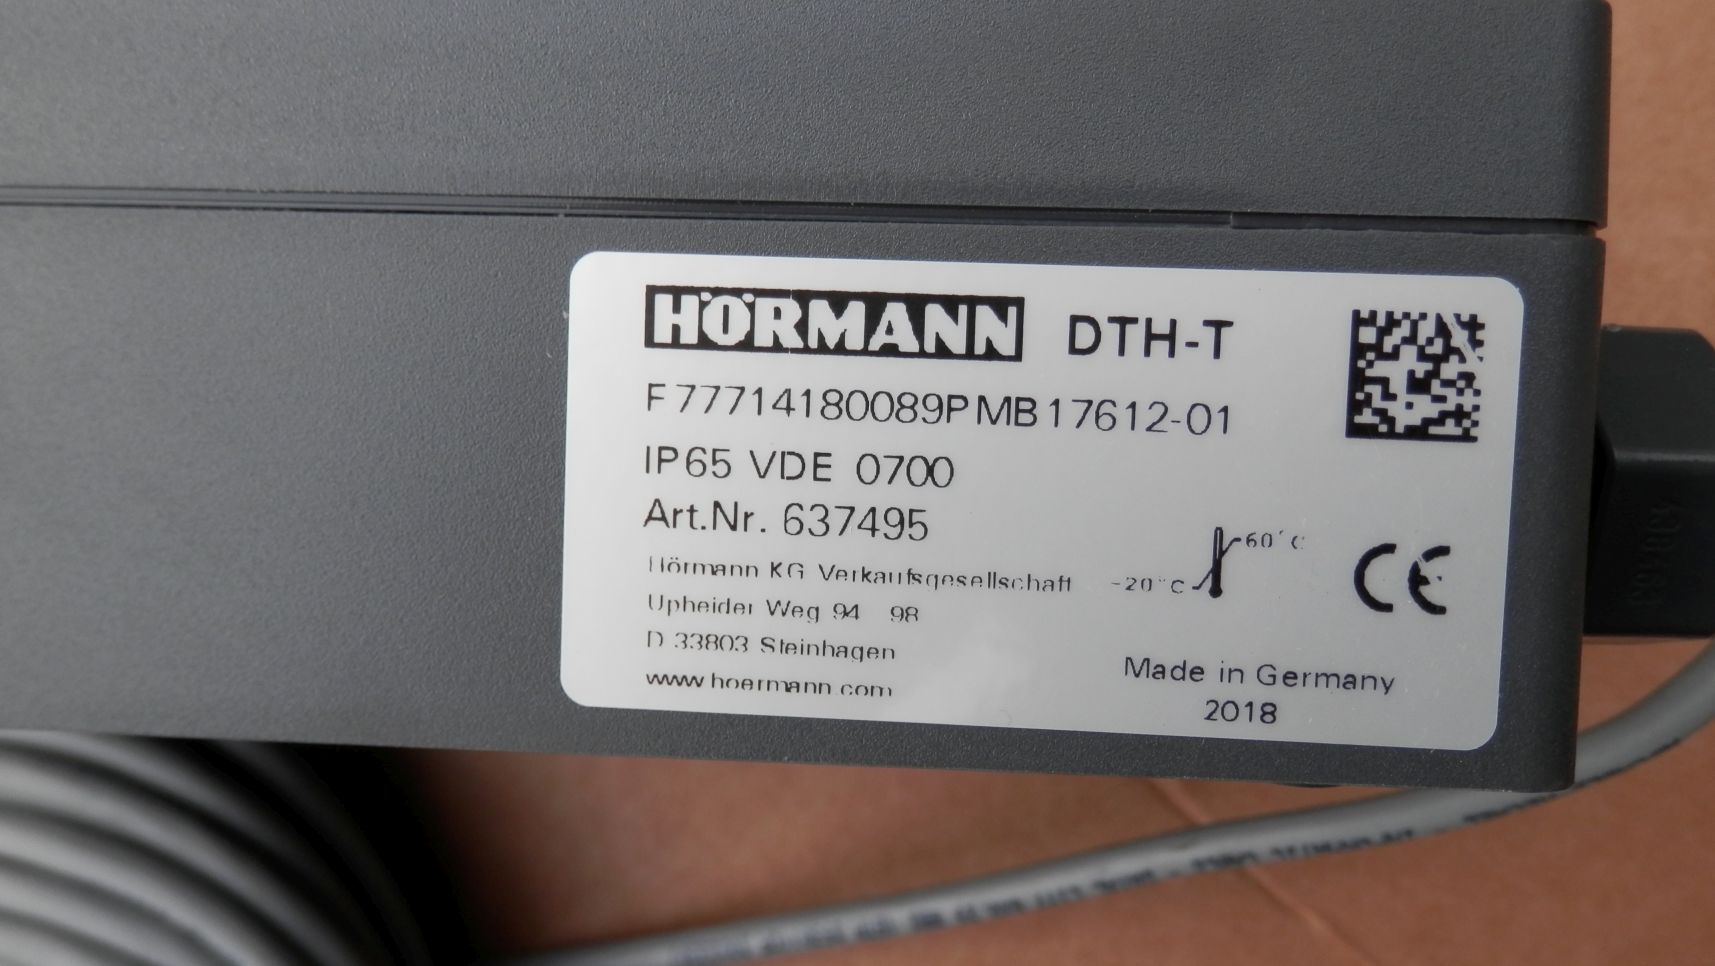 HÖRMANN DTH-T
F77714180089PMB17612-01
IP65 VDE 0700
Art.Nr. 637495
Hörmann KG Verkaufsgesellschaft
Upheider Weg 94 98
D 33803 Steinhagen
www.hoermann.com
-20°C
60°C
CE
Made in Germany
2018